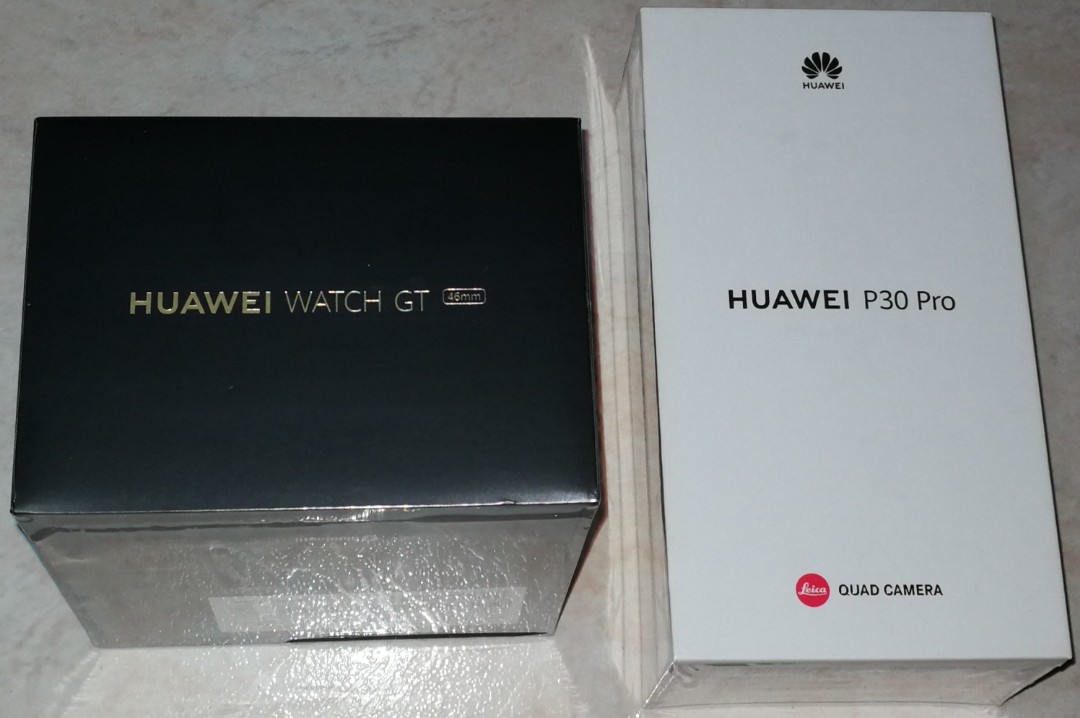 HUAWEI WATCH GT 46mm
HUAWEI
HUAWEI P30 Pro
Leica QUAD CAMERA